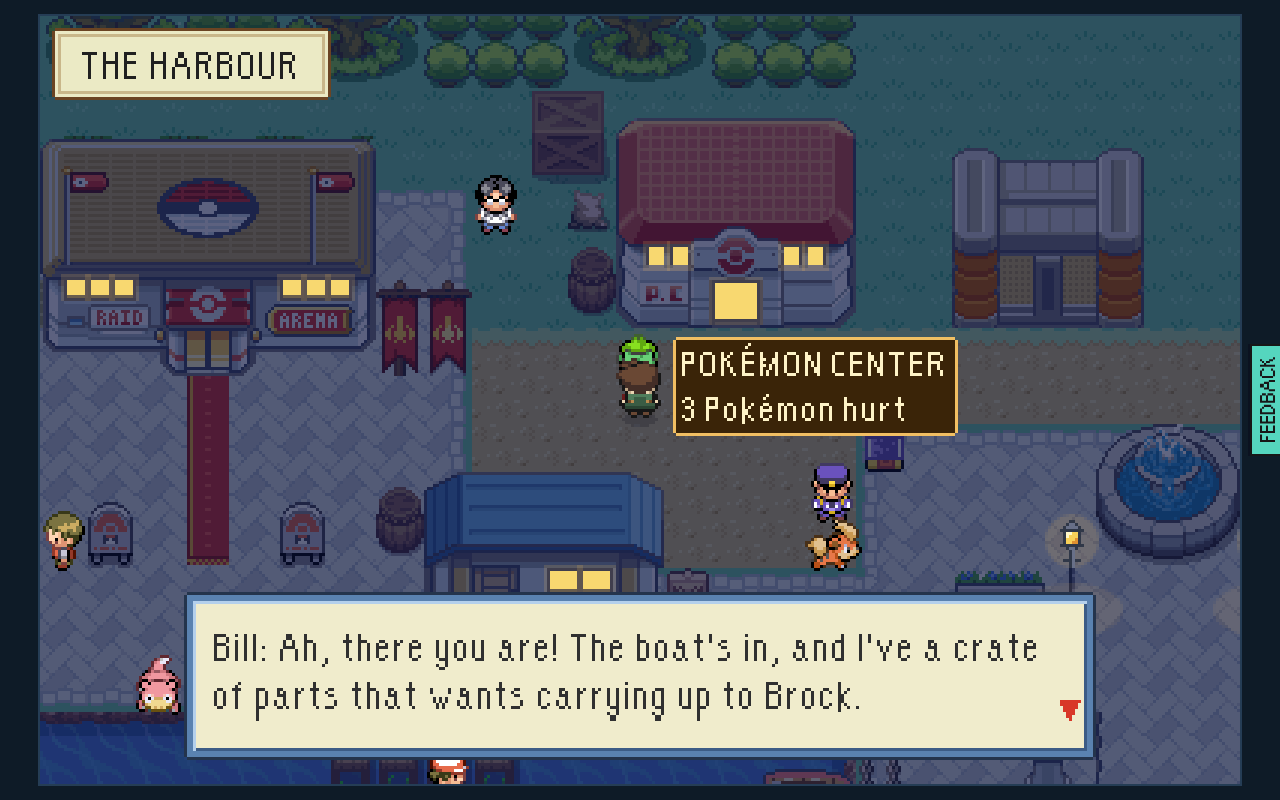 THE HARBOUR
RAID
ARENA
P.C
POKÉMON CENTER
3 Pokémon hurt
FEEDBACK
Bill: Ah, there you are! The boat's in, and I've a crate
of parts that wants carrying up to Brock.